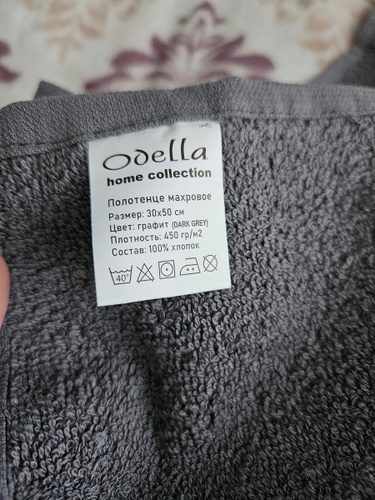 Odella
home collection
Полотенце махровое
Размер: 30х50 см
Цвет: графит (DARK GREY)
Плотность: 450 гр/м2
Состав: 100% хлопок
40°